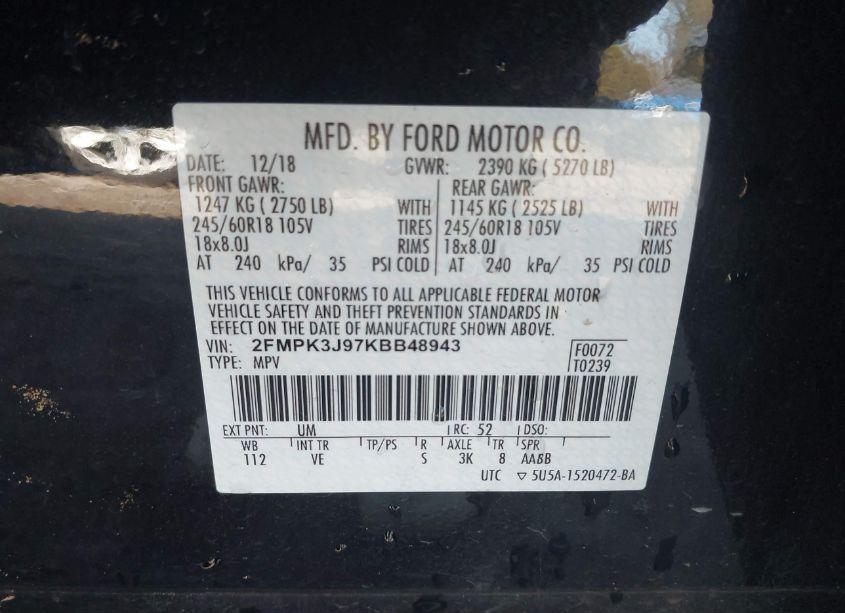 MFD. BY FORD MOTOR CO.
DATE: 12/18 GVWR: 2390 KG ( 5270 LB)
FRONT GAWR: REAR GAWR:
1247 KG ( 2750 LB) WITH 1145 KG ( 2525 LB) WITH
245/60R18 105V TIRES 245/60R18 105V TIRES
18x8.0J RIMS 18x8.0J RIMS
AT 240 kPa/ 35 PSI COLD AT 240 kPa/ 35 PSI COLD
THIS VEHICLE CONFORMS TO ALL APPLICABLE FEDERAL MOTOR
VEHICLE SAFETY AND THEFT PREVENTION STANDARDS IN
EFFECT ON THE DATE OF MANUFACTURE SHOWN ABOVE.
VIN: 2FMPK3J97KBB48943 F0072
TYPE: MPV T0239
EXT PNT: UM RC: 52 DSO:
WB INT TR TP/PS R AXLE TR SPR
112 VE S 3K 8 AABB
UTC ▽ 5U5A-1520472-BA